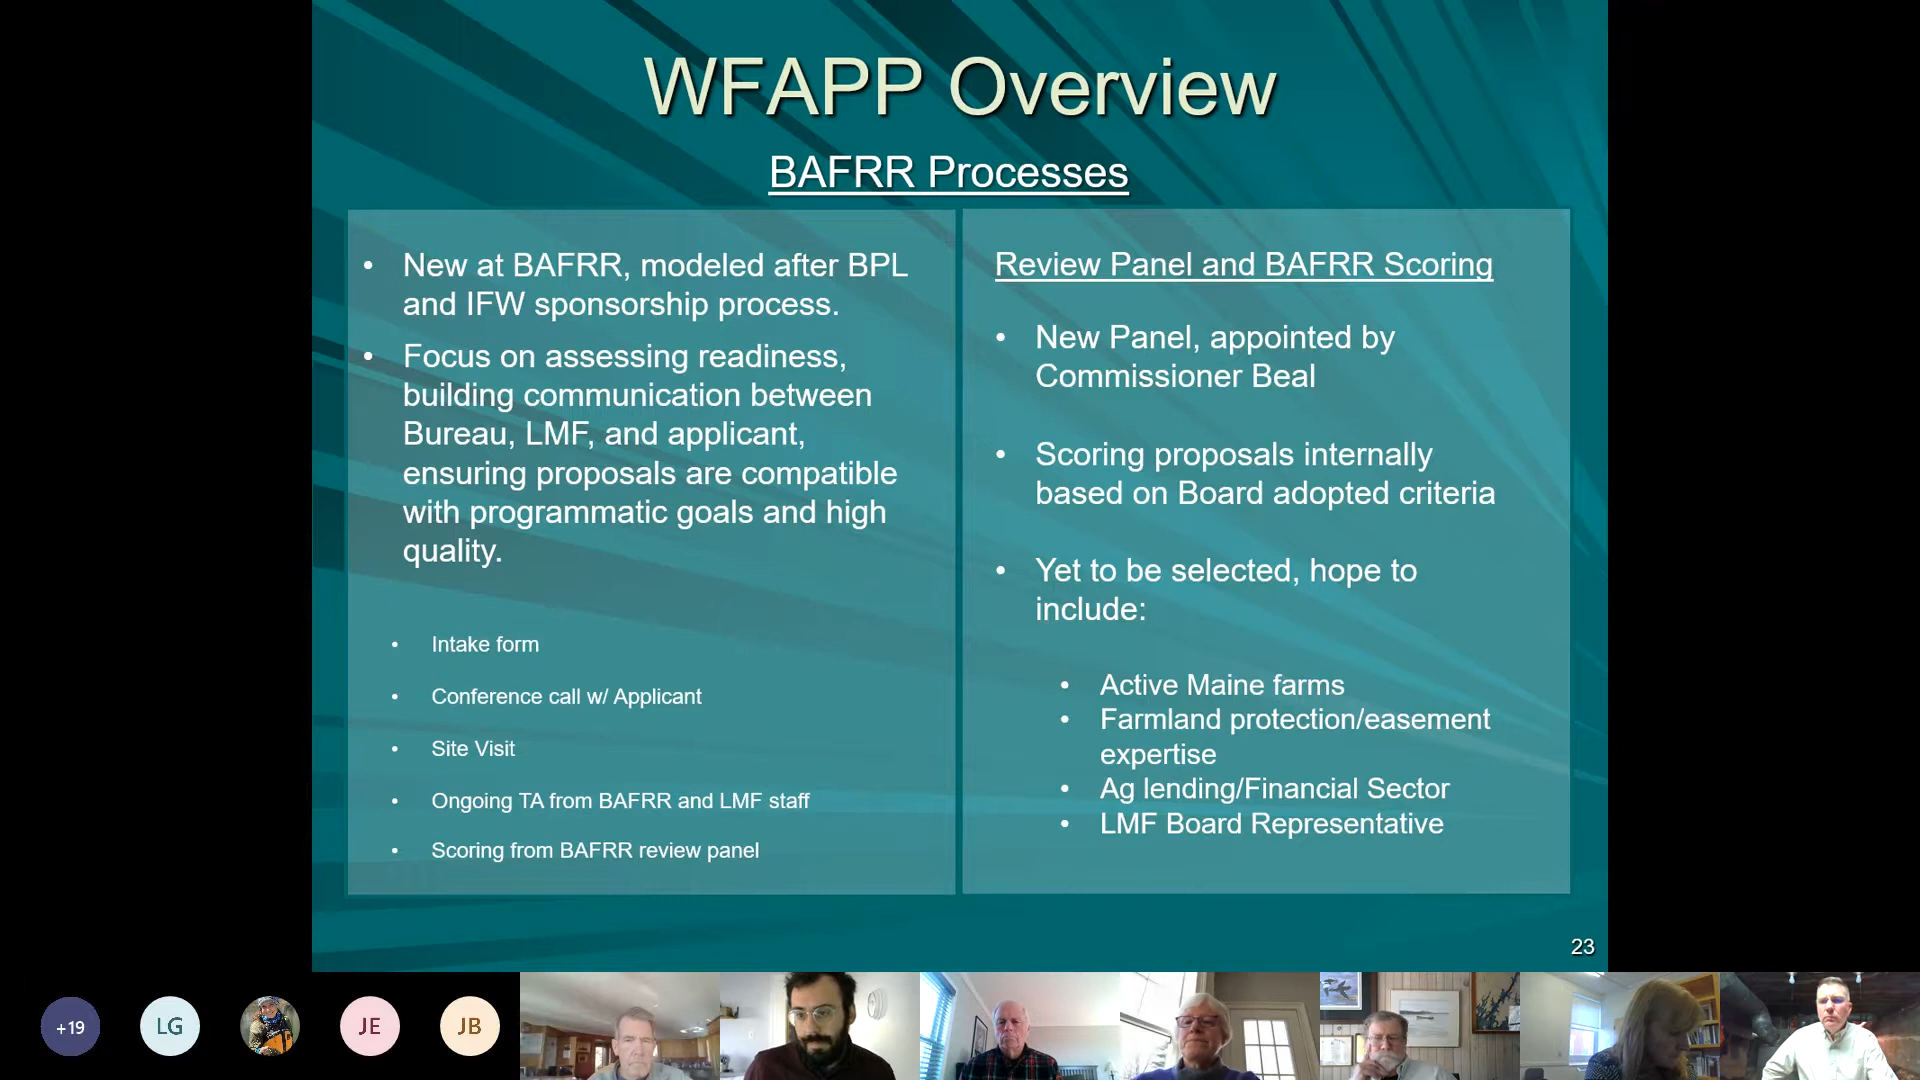 WFAPP Overview
BAFRR Processes
• New at BAFRR, modeled after BPL
and IFW sponsorship process.
• Focus on assessing readiness,
building communication between
Bureau, LMF, and applicant,
ensuring proposals are compatible
with programmatic goals and high
quality.
• Intake form
• Conference call w/ Applicant
• Site Visit
• Ongoing TA from BAFRR and LMF staff
• Scoring from BAFRR review panel
Review Panel and BAFRR Scoring
• New Panel, appointed by
Commissioner Beal
• Scoring proposals internally
based on Board adopted criteria
• Yet to be selected, hope to
include:
• Active Maine farms
• Farmland protection/easement
expertise
• Ag lending/Financial Sector
• LMF Board Representative
23
+19
LG
JE
JB